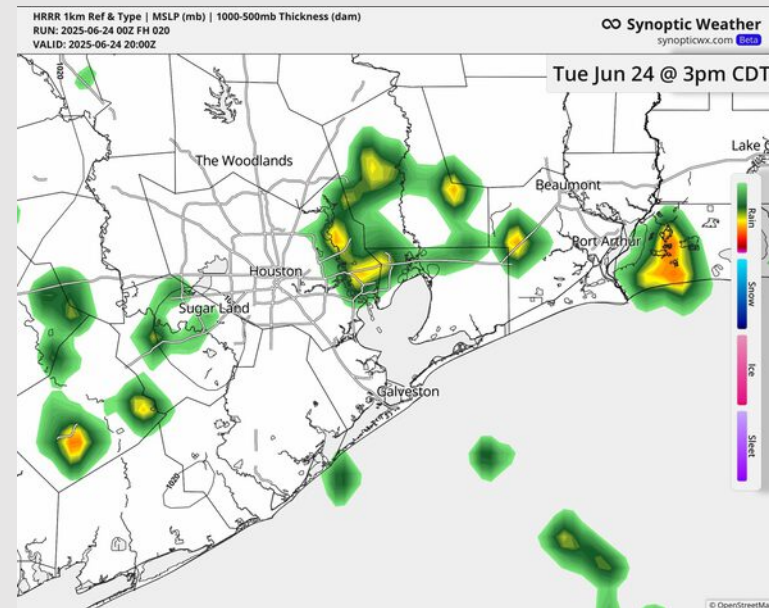 HRRR 1km Ref & Type | MSLP (mb) | 1000-500mb Thickness (dam)
RUN: 2025-06-24 00Z FH 020
VALID: 2025-06-24 20:00Z
Synoptic Weather
synopticwx.com Beta
Tue Jun 24 @ 3pm CDT
1020
The Woodlands
Lake
Beaumont
Rain
Port Arthur
Houston
Snow
Sugar Land
Ice
Galveston
Sleet
1020
© OpenStreetMa